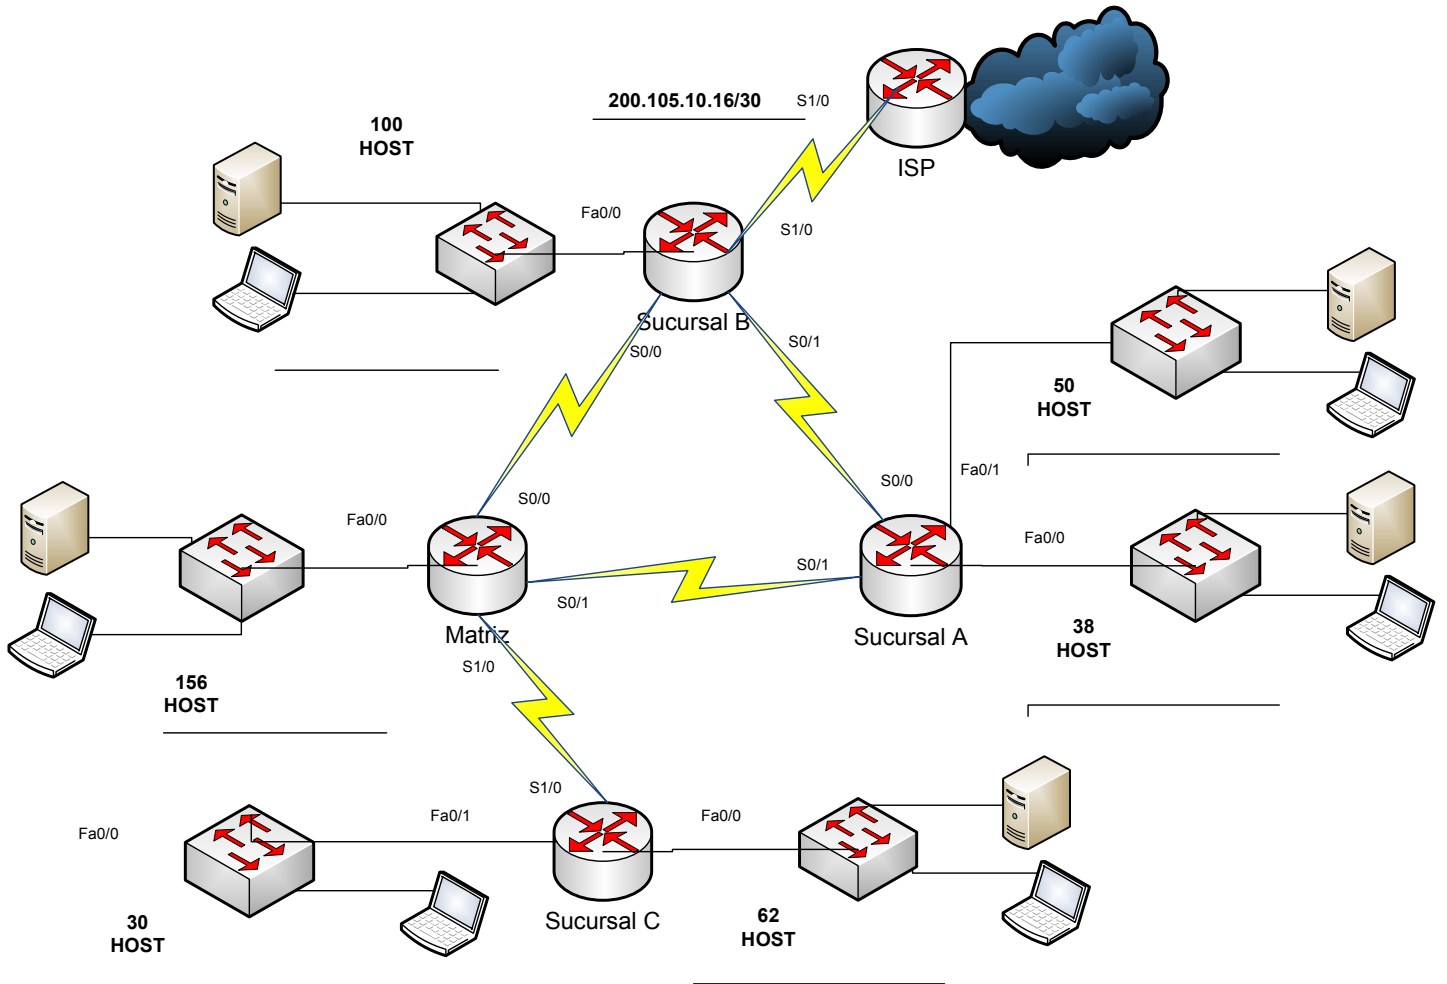 200.105.10.16/30
S1/0
ISP
100
HOST
Fa0/0
S1/0
Sucursal B
S0/0
S0/1
50
HOST
S0/0
Fa0/1
S0/0
Fa0/0
Matriz
S0/1
S0/1
Fa0/0
Sucursal A
38
HOST
156
HOST
S1/0
S1/0
Fa0/0
Fa0/1
Fa0/0
Sucursal C
30
HOST
62
HOST